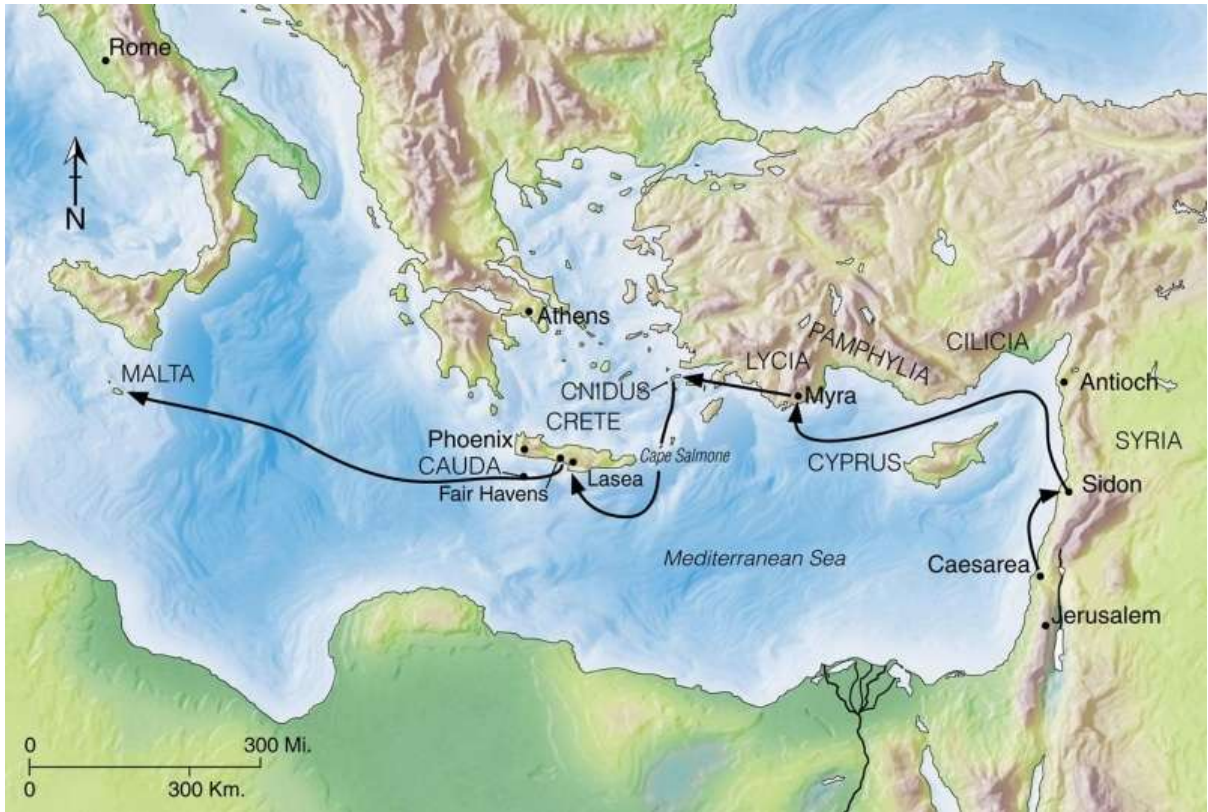 Rome
N
Athens
MALTA
CNIDUS
LYCIA
PAMPHYLIA
CILICIA
Antioch
Myra
CRETE
Phoenix
Cape Salmone
CYPRUS
SYRIA
CAUDA
Fair Havens
Lasea
Sidon
Mediterranean Sea
Caesarea
Jerusalem
0 300 Mi.
0 300 Km.